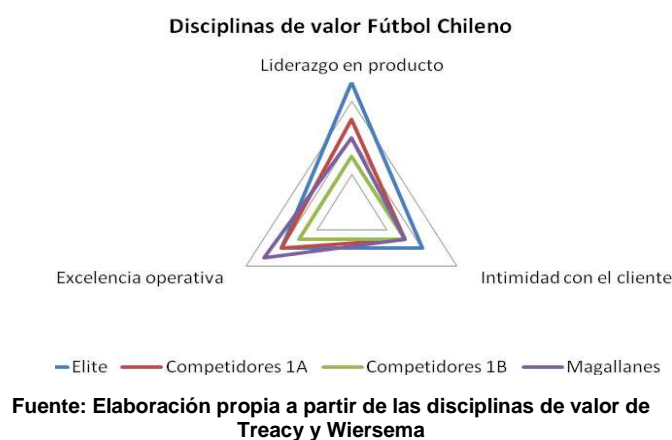 Disciplinas de valor Fútbol Chileno
Liderazgo en producto
Excelencia operativa
Intimidad con el cliente
Elite
Competidores 1A
Competidores 1B
Magallanes
Fuente: Elaboración propia a partir de las disciplinas de valor de
Treacy y Wiersema